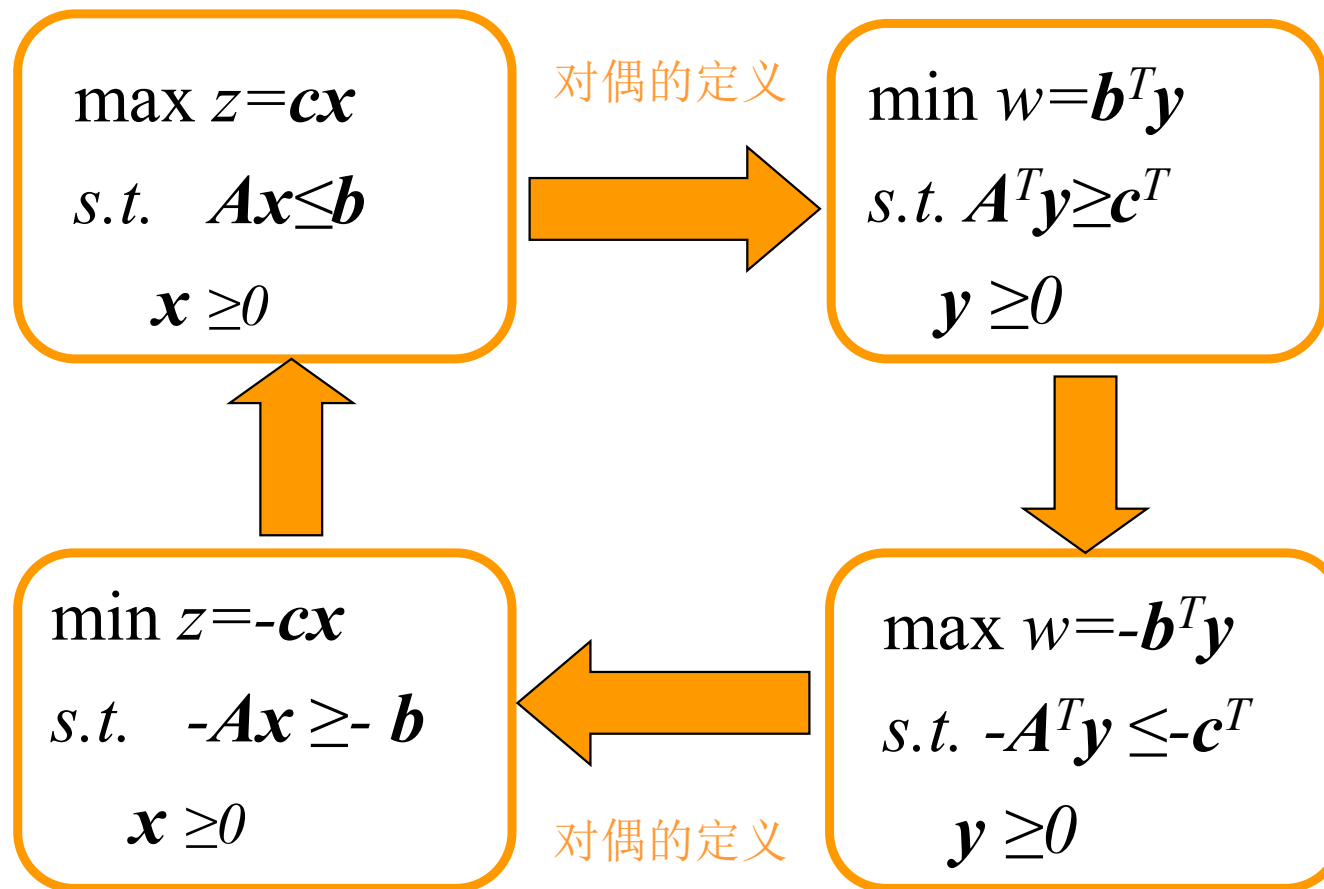 max z=cx
s.t. Ax≤b
x ≥0
对偶的定义
min w=bᵀy
s.t. Aᵀy≥cᵀ
y ≥0
min z=-cx
s.t. -Ax ≥- b
x ≥0
对偶的定义
max w=-bᵀy
s.t. -Aᵀy ≤-cᵀ
y ≥0